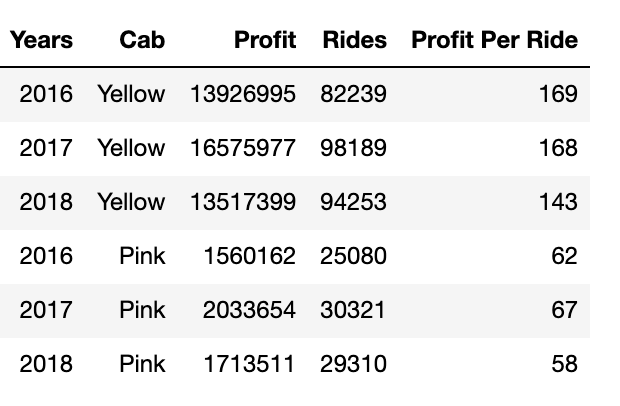 Years Cab Profit Rides Profit Per Ride
2016 Yellow 13926995 82239 169
2017 Yellow 16575977 98189 168
2018 Yellow 13517399 94253 143
2016 Pink 1560162 25080 62
2017 Pink 2033654 30321 67
2018 Pink 1713511 29310 58